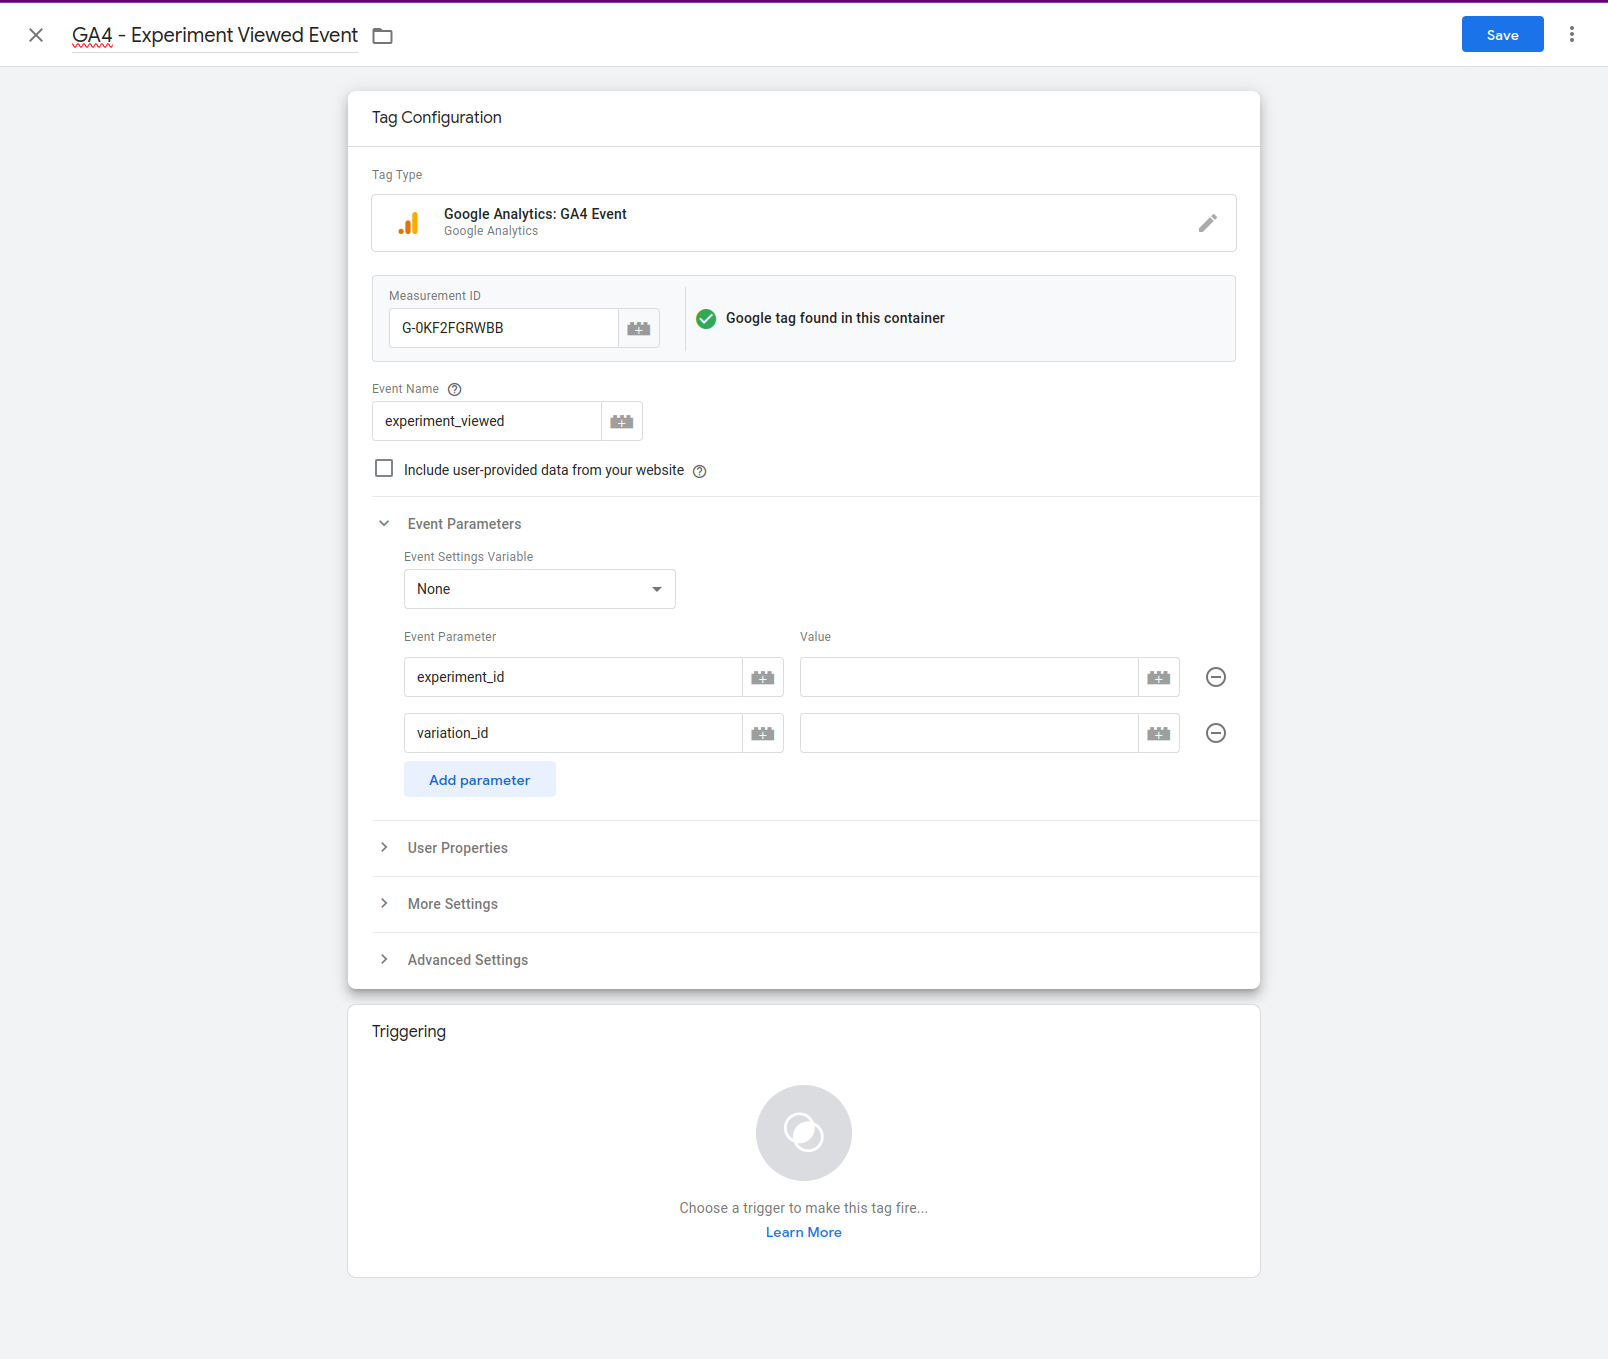 GA4 - Experiment Viewed Event
Save
Tag Configuration
Tag Type
Google Analytics: GA4 Event
Google Analytics
Measurement ID
G-0KF2FGRWBB
Google tag found in this container
Event Name
experiment_viewed
Include user-provided data from your website
Event Parameters
Event Settings Variable
None
Event Parameter Value
experiment_id
variation_id
Add parameter
User Properties
More Settings
Advanced Settings
Triggering
Choose a trigger to make this tag fire...
Learn More